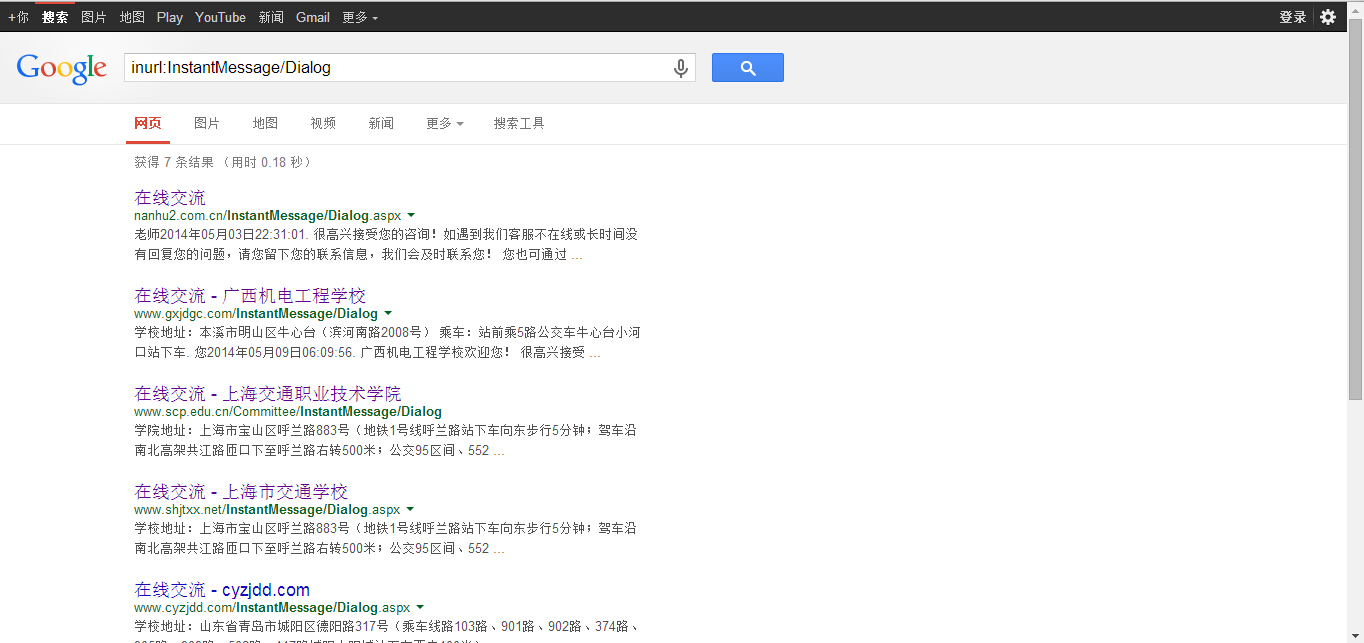 +你 搜索 图片 地图 Play YouTube 新闻 Gmail 更多 登录
Google inurl:InstantMessage/Dialog
网页 图片 地图 视频 新闻 更多 搜索工具
获得 7 条结果 （用时 0.18 秒）
在线交流
nanhu2.com.cn/InstantMessage/Dialog.aspx
老师2014年05月03日22:31:01. 很高兴接受您的咨询！如遇到我们客服不在线或长时间没
有回复您的问题，请您留下您的联系信息，我们会及时联系您！ 您也可通过 ...
在线交流 - 广西机电工程学校
www.gxjdgc.com/InstantMessage/Dialog
学校地址：本溪市明山区牛心台（滨河南路2008号） 乘车：站前乘5路公交车牛心台小河
口站下车. 您2014年05月09日06:09:56. 广西机电工程学校欢迎您！ 很高兴接受 ...
在线交流 - 上海交通职业技术学院
www.scp.edu.cn/Committee/InstantMessage/Dialog
学院地址：上海市宝山区呼兰路883号（地铁1号线呼兰路站下车向东步行5分钟；驾车沿
南北高架共江路匝口下至呼兰路右转500米；公交95区间、552 ...
在线交流 - 上海市交通学校
www.shjtxx.net/InstantMessage/Dialog.aspx
学校地址：上海市宝山区呼兰路883号（地铁1号线呼兰路站下车向东步行5分钟；驾车沿
南北高架共江路匝口下至呼兰路右转500米；公交95区间、552 ...
在线交流 - cyzjdd.com
www.cyzjdd.com/InstantMessage/Dialog.aspx
学校地址：山东省青岛市城阳区德阳路317号（乘车线路103路、901路、902路、374路、